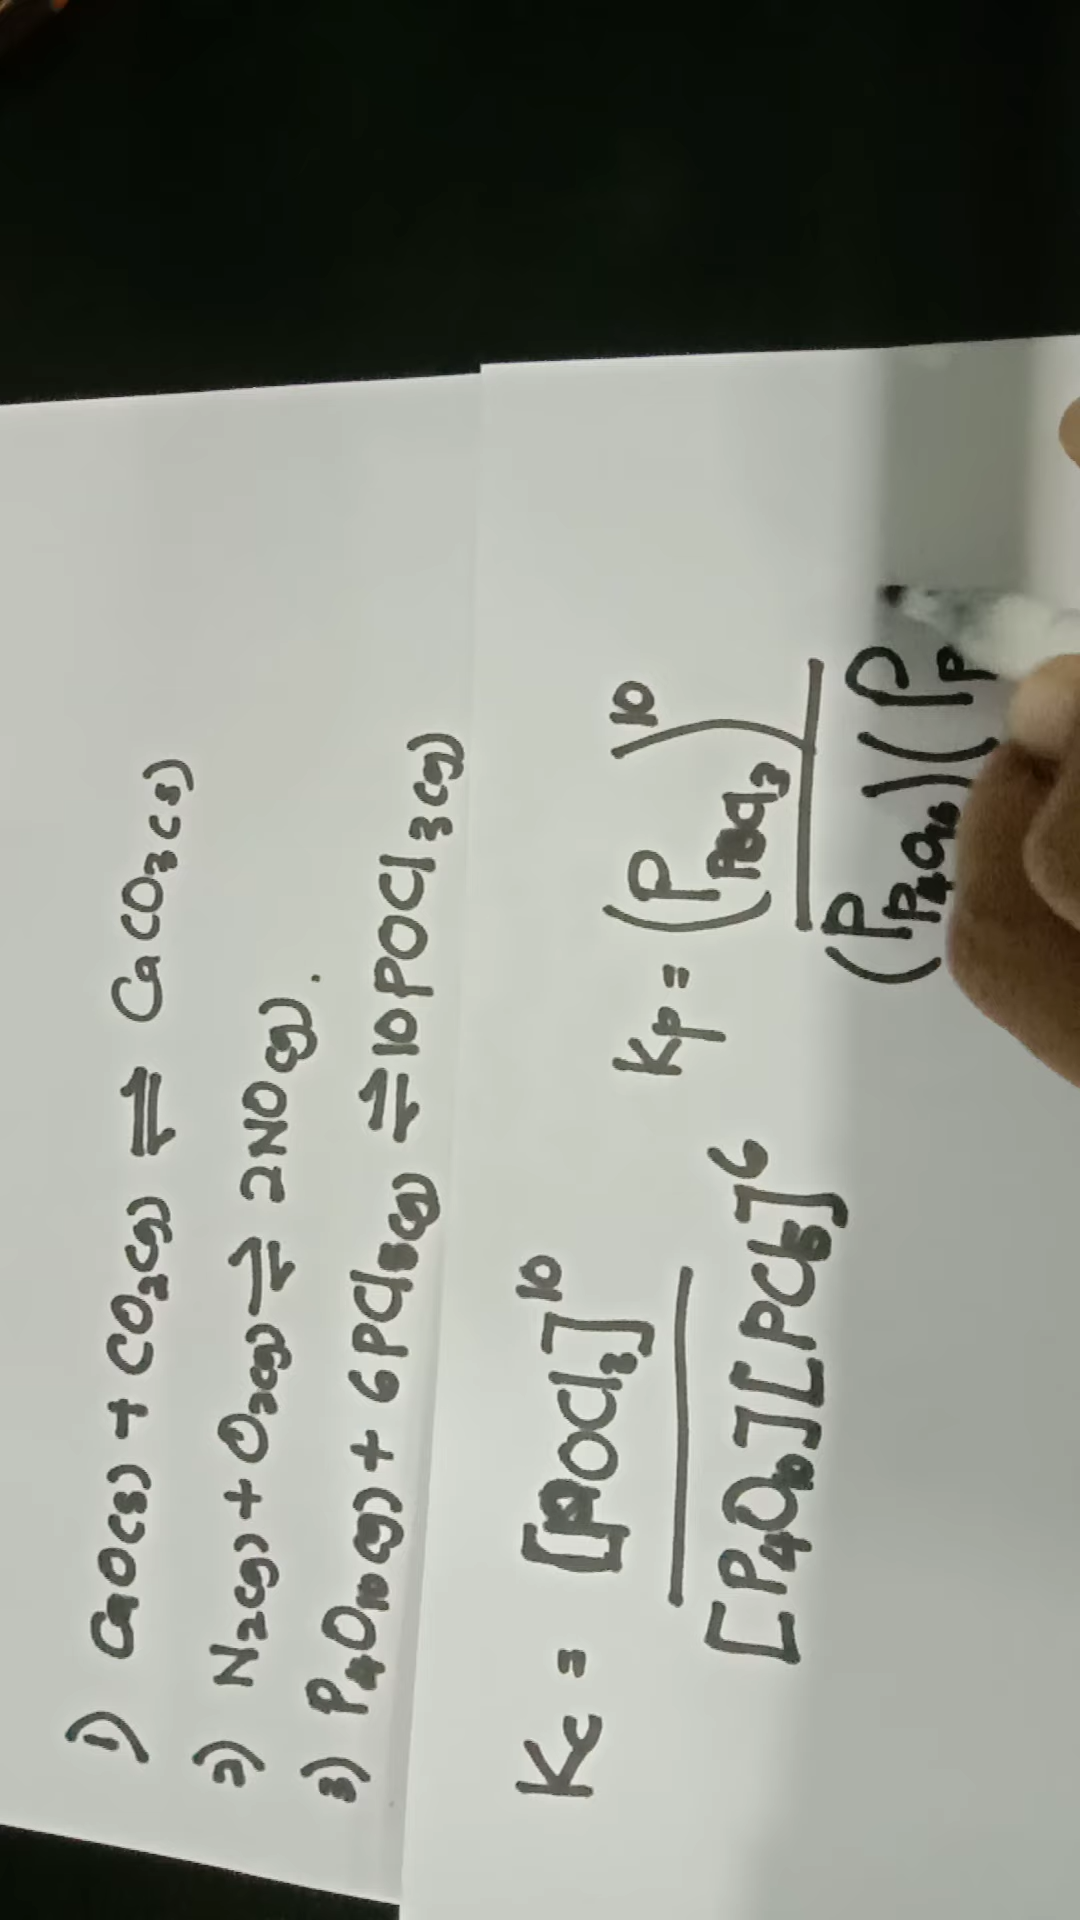 1) CaO(s) + CO₂(g) ⇌ CaCO₃(s)
2) N₂(g) + O₂(g) ⇌ 2NO(g).
3) P₄O₁₀(g) + 6PCl₅(g) ⇌ 10POCl₃(g)
Kc = [POCl₃]¹⁰ / [P₄O₁₀][PCl₅]⁶
Kp = (P_POCl₃)¹⁰ / (P_P₄O₁₀)(P_P